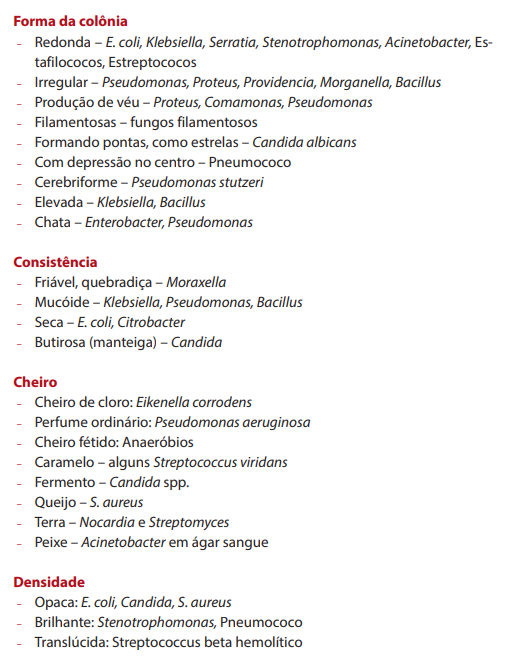 Forma da colônia
– Redonda – E. coli, Klebsiella, Serratia, Stenotrophomonas, Acinetobacter, Es-
tafilococos, Estreptococos
– Irregular – Pseudomonas, Proteus, Providencia, Morganella, Bacillus
– Produção de véu – Proteus, Comamonas, Pseudomonas
– Filamentosas – fungos filamentosos
– Formando pontas, como estrelas – Candida albicans
– Com depressão no centro – Pneumococo
– Cerebriforme – Pseudomonas stutzeri
– Elevada – Klebsiella, Bacillus
– Chata – Enterobacter, Pseudomonas
Consistência
– Friável, quebradiça – Moraxella
– Mucóide – Klebsiella, Pseudomonas, Bacillus
– Seca – E. coli, Citrobacter
– Butirosa (manteiga) – Candida
Cheiro
– Cheiro de cloro: Eikenella corrodens
– Perfume ordinário: Pseudomonas aeruginosa
– Cheiro fétido: Anaeróbios
– Caramelo – alguns Streptococcus viridans
– Fermento – Candida spp.
– Queijo – S. aureus
– Terra – Nocardia e Streptomyces
– Peixe – Acinetobacter em ágar sangue
Densidade
– Opaca: E. coli, Candida, S. aureus
– Brilhante: Stenotrophomonas, Pneumococo
– Translúcida: Streptococcus beta hemolítico